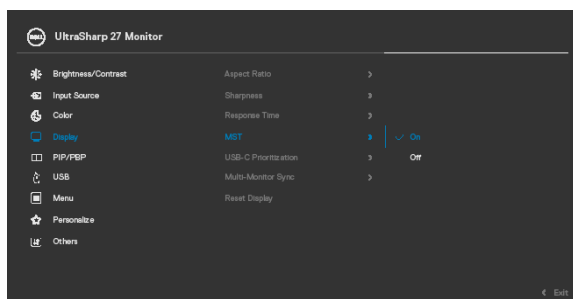 DELL UltraSharp 27 Monitor
Brightness/Contrast Aspect Ratio
Input Source Sharpness
Color Response Time
Display MST On
PIP/PBP USB-C Prioritization Off
USB Multi-Monitor Sync
Menu Reset Display
Personalize
Others
Exit